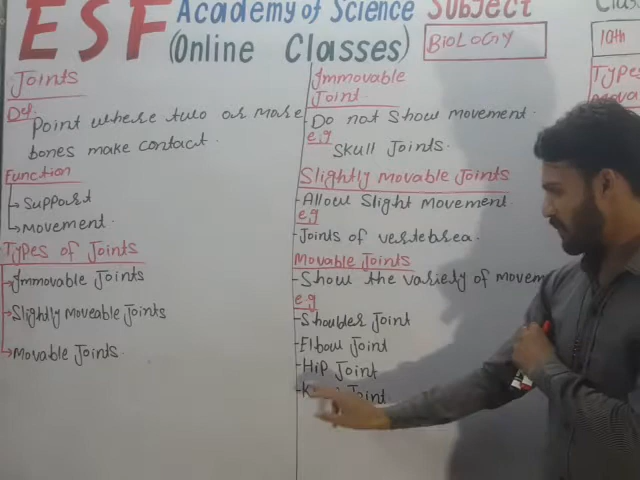 ESF Academy of Science Subject
(Online Classes) BIOLOGY
Class
10th
Joints
Def:
Point where two or more
bones make contact.
Function
→ Support
→ Movement.
Types of Joints
→ Immovable Joints
→ Slightly moveable Joints
→ Movable Joints.
Immovable
Joint.
- Do not Show movement.
e,g
Skull Joints.
Slightly movable Joints
- Allow Slight movement.
e,g
- Joints of vertebrea.
Movable Joints
- Show the variety of movem
e,g
- Shoulder Joint
- Elbow Joint
- Hip Joint
- K Joint
Types
mova